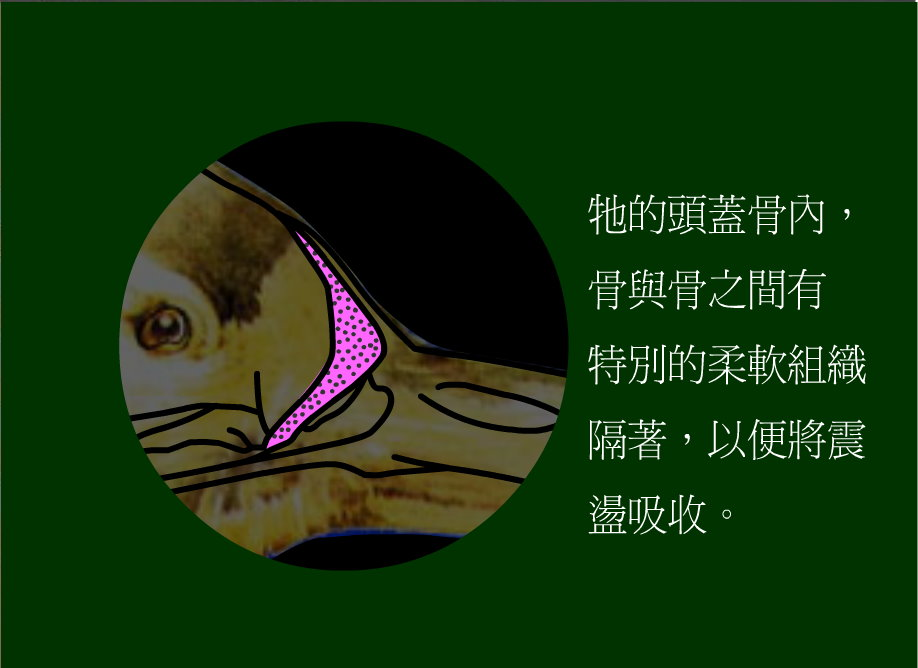 牠的頭蓋骨內，
骨與骨之間有
特別的柔軟組織
隔著，以便將震
盪吸收。